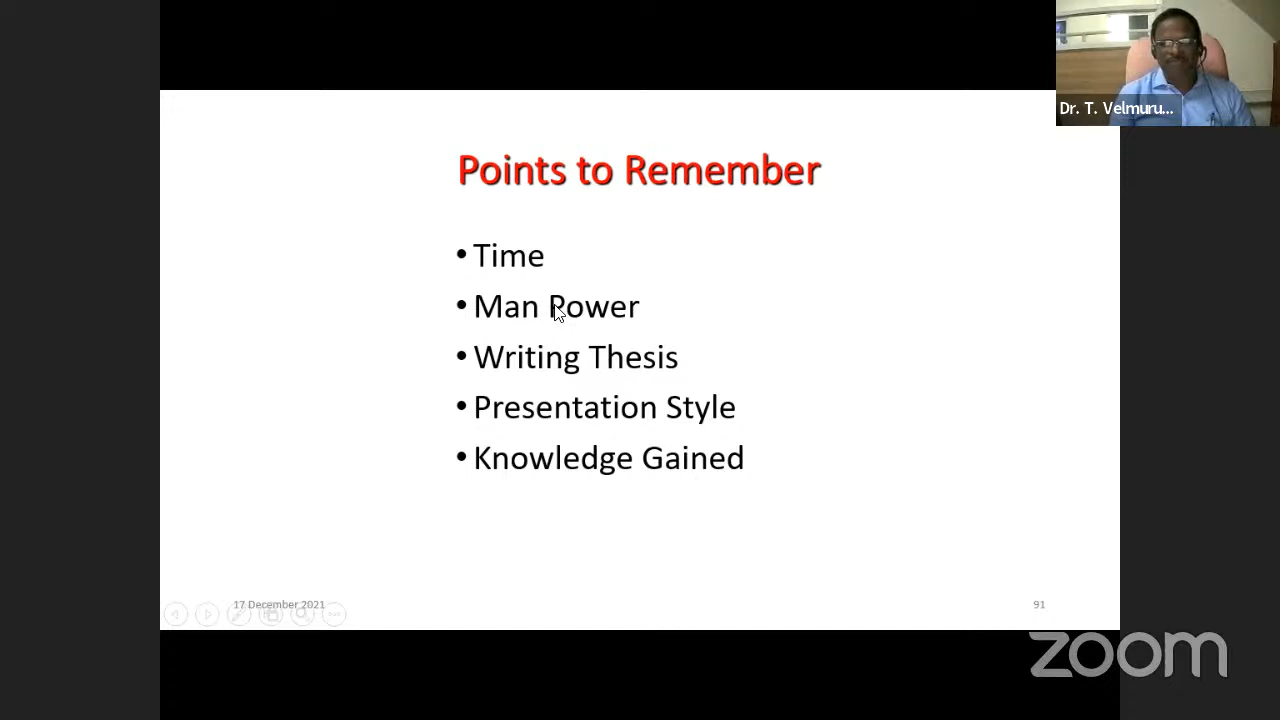 Dr. T. Velmuru...
Points to Remember
• Time
• Man Power
• Writing Thesis
• Presentation Style
• Knowledge Gained
17 December 2021
91
zoom